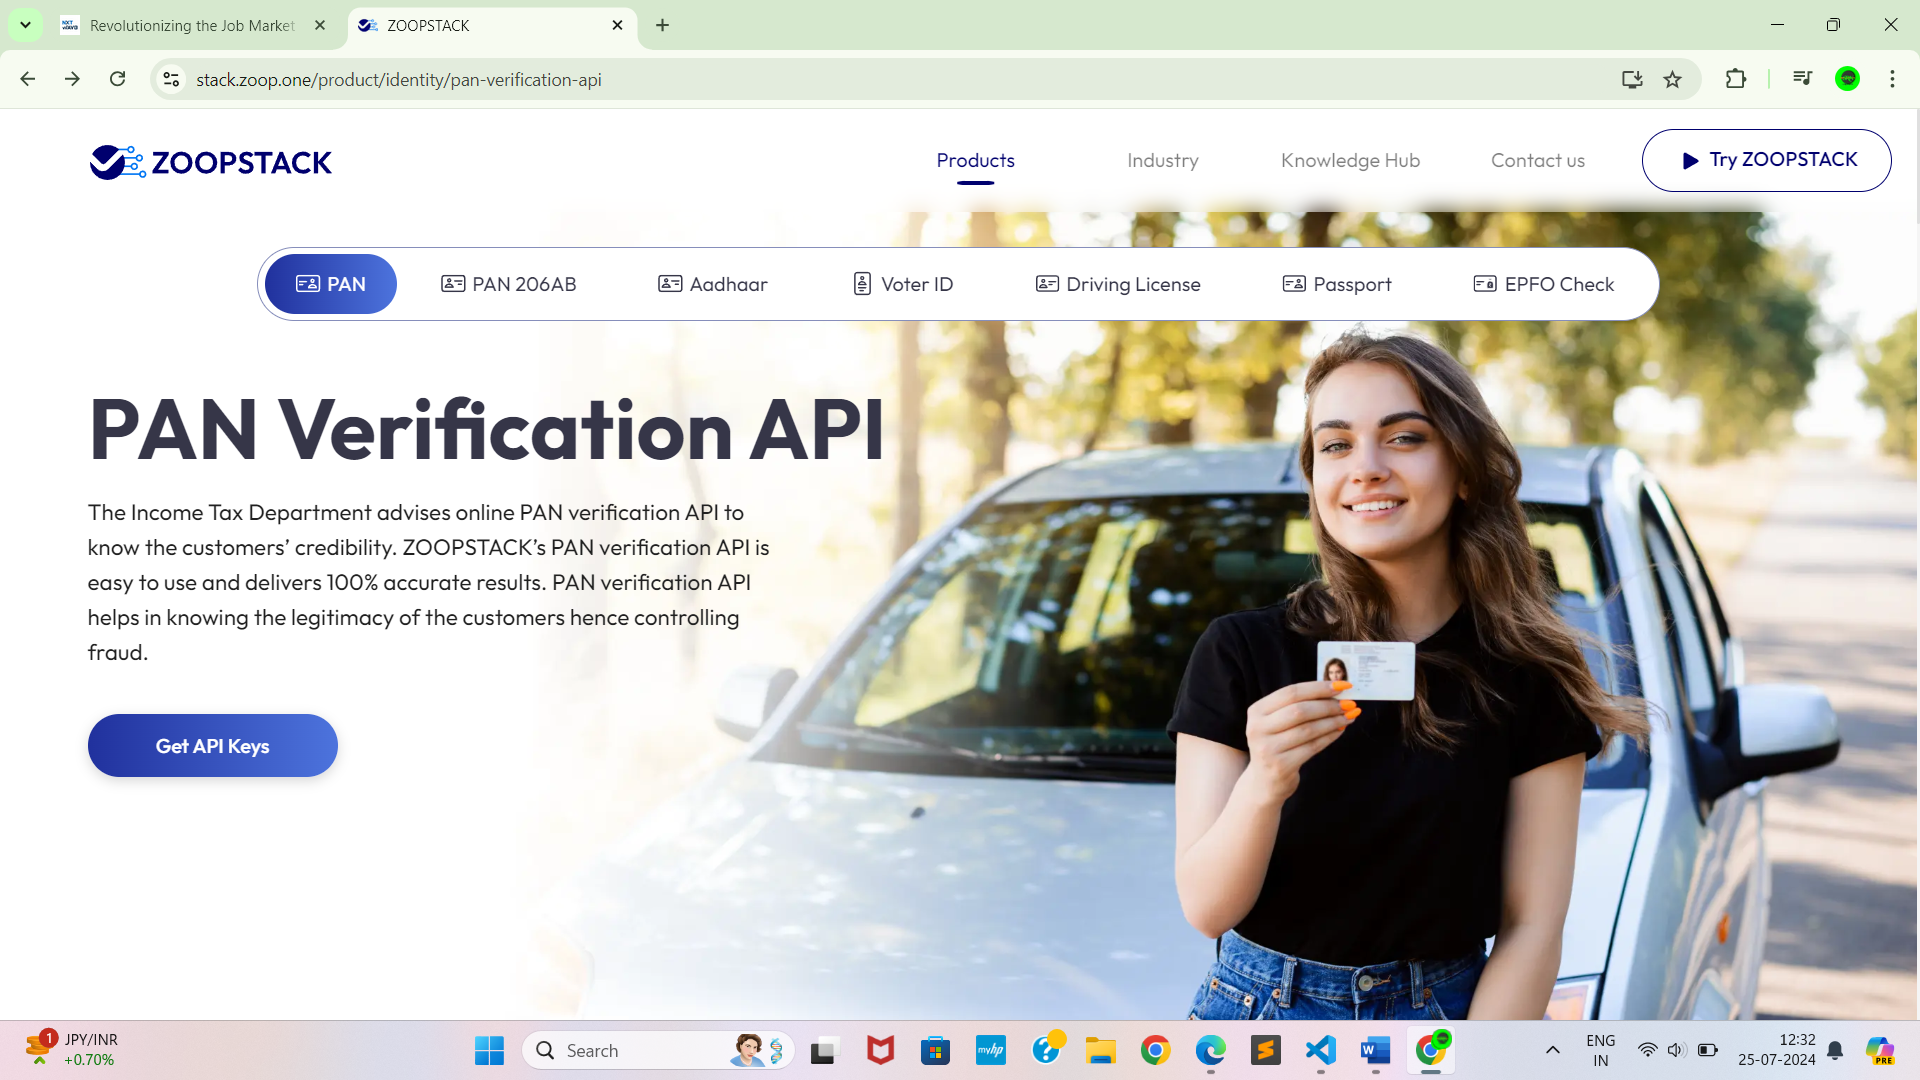 Revolutionizing the Job Market
ZOOPSTACK
stack.zoop.one/product/identity/pan-verification-api
ZOOPSTACK
Products
Industry
Knowledge Hub
Contact us
Try ZOOPSTACK
PAN
PAN 206AB
Aadhaar
Voter ID
Driving License
Passport
EPFO Check
PAN Verification API
The Income Tax Department advises online PAN verification API to
know the customers’ credibility. ZOOPSTACK’s PAN verification API is
easy to use and delivers 100% accurate results. PAN verification API
helps in knowing the legitimacy of the customers hence controlling
fraud.
Get API Keys
1
JPY/INR
+0.70%
Search
myhp
ENG
IN
12:32
25-07-2024
PRE